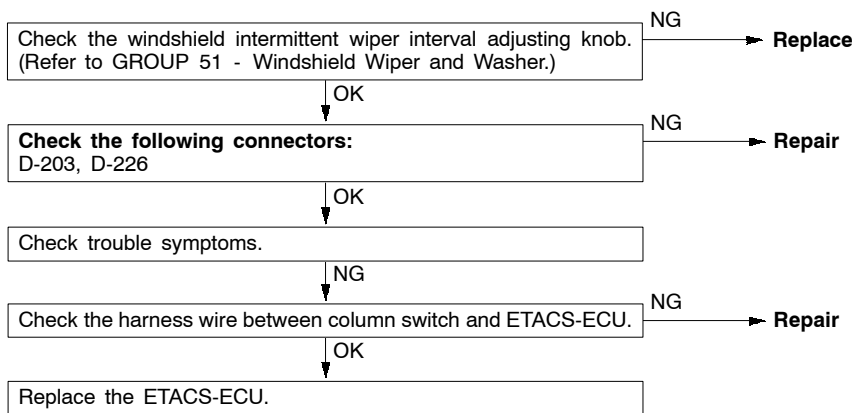 Check the windshield intermittent wiper interval adjusting knob.
(Refer to GROUP 51 - Windshield Wiper and Washer.)
NG
Replace
OK
Check the following connectors:
D-203, D-226
NG
Repair
OK
Check trouble symptoms.
NG
Check the harness wire between column switch and ETACS-ECU.
NG
Repair
OK
Replace the ETACS-ECU.